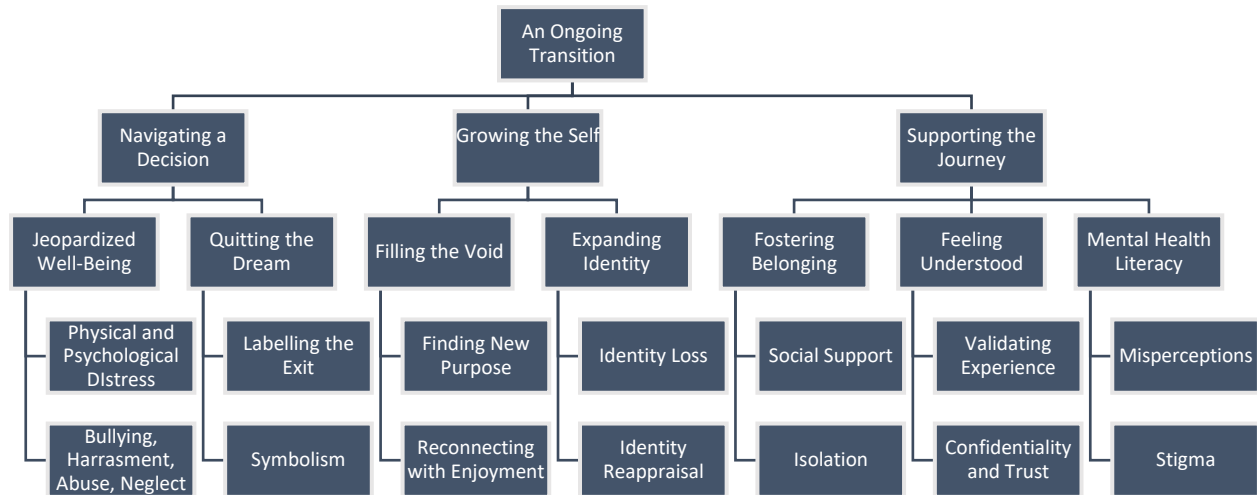 An Ongoing
Transition
Navigating a
Decision
Growing the Self
Supporting the
Journey
Jeopardized
Well-Being
Quitting the
Dream
Filling the Void
Expanding
Identity
Fostering
Belonging
Feeling
Understood
Mental Health
Literacy
Physical and
Psychological
DIstress
Labelling the
Exit
Finding New
Purpose
Identity Loss
Social Support
Validating
Experience
Misperceptions
Bullying,
Harrasment,
Abuse, Neglect
Symbolism
Reconnecting
with Enjoyment
Identity
Reappraisal
Isolation
Confidentiality
and Trust
Stigma